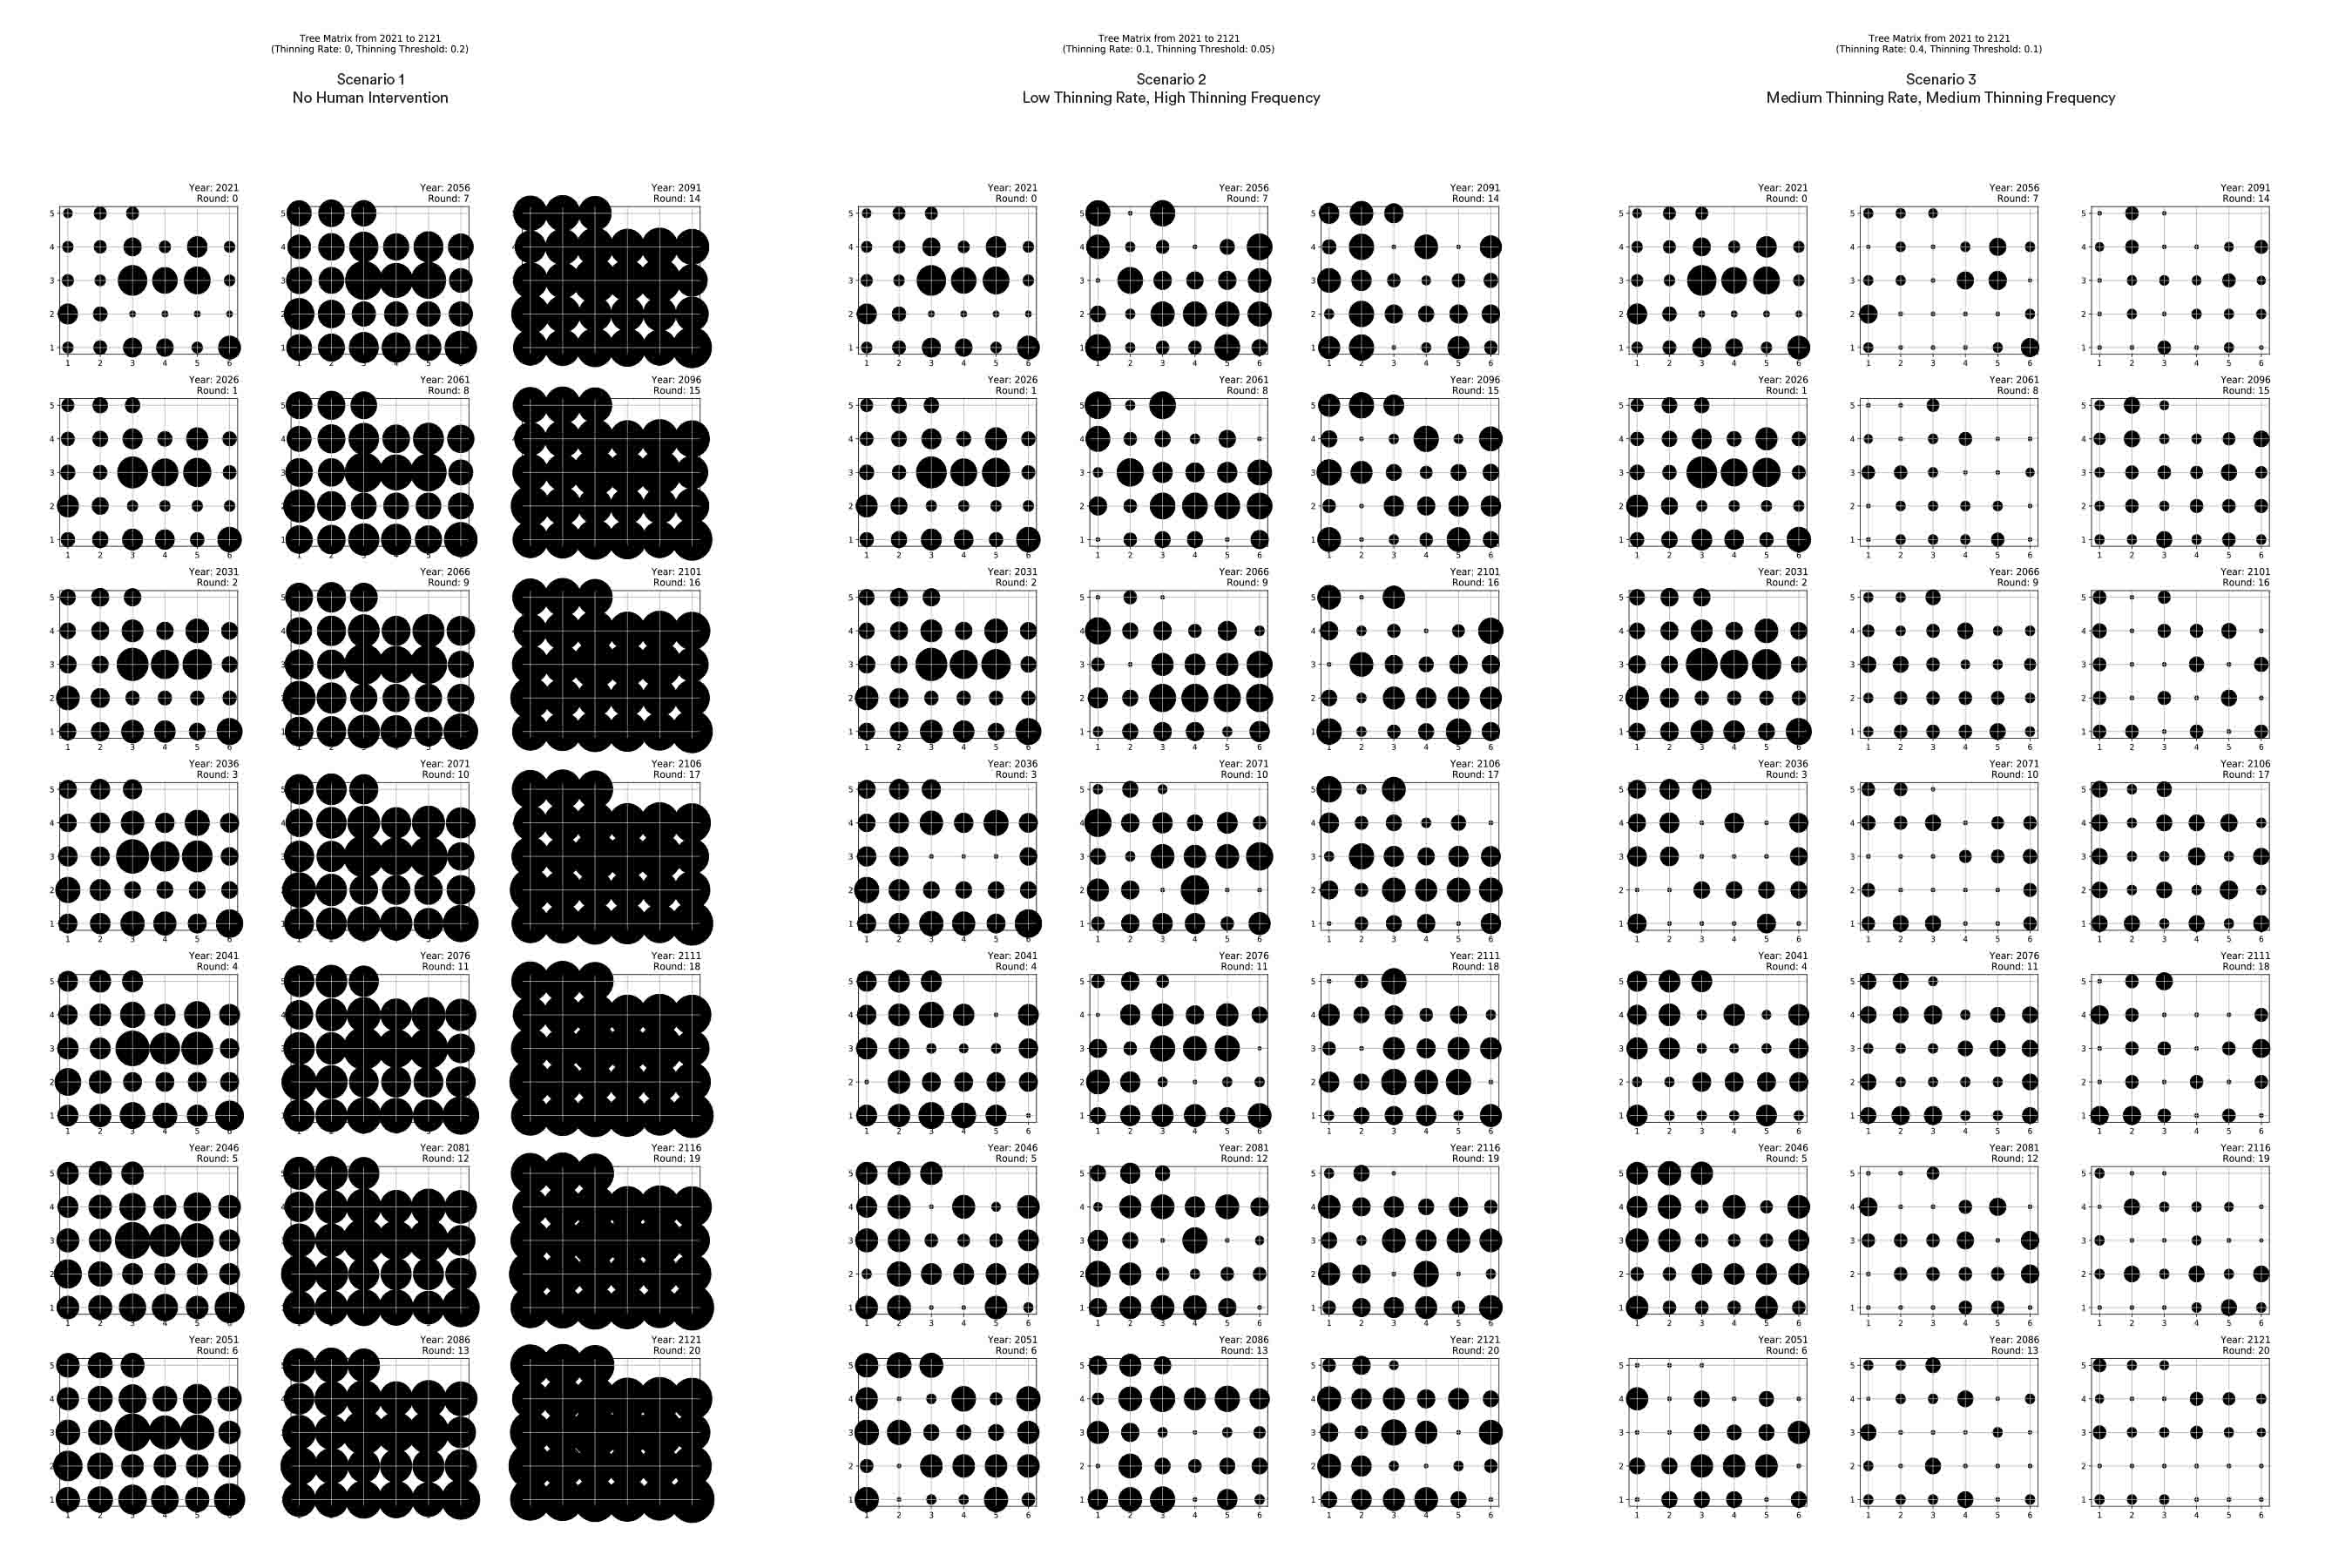 Tree Matrix from 2021 to 2121
(Thinning Rate: 0, Thinning Threshold: 0.2)
Scenario 1
No Human Intervention
Year: 2021
Round: 0
Year: 2026
Round: 1
Year: 2031
Round: 2
Year: 2036
Round: 3
Year: 2041
Round: 4
Year: 2046
Round: 5
Year: 2051
Round: 6
Year: 2056
Round: 7
Year: 2061
Round: 8
Year: 2066
Round: 9
Year: 2071
Round: 10
Year: 2076
Round: 11
Year: 2081
Round: 12
Year: 2086
Round: 13
Year: 2091
Round: 14
Year: 2096
Round: 15
Year: 2101
Round: 16
Year: 2106
Round: 17
Year: 2111
Round: 18
Year: 2116
Round: 19
Year: 2121
Round: 20
Tree Matrix from 2021 to 2121
(Thinning Rate: 0.1, Thinning Threshold: 0.05)
Scenario 2
Low Thinning Rate, High Thinning Frequency
Year: 2021
Round: 0
Year: 2026
Round: 1
Year: 2031
Round: 2
Year: 2036
Round: 3
Year: 2041
Round: 4
Year: 2046
Round: 5
Year: 2051
Round: 6
Year: 2056
Round: 7
Year: 2061
Round: 8
Year: 2066
Round: 9
Year: 2071
Round: 10
Year: 2076
Round: 11
Year: 2081
Round: 12
Year: 2086
Round: 13
Year: 2091
Round: 14
Year: 2096
Round: 15
Year: 2101
Round: 16
Year: 2106
Round: 17
Year: 2111
Round: 18
Year: 2116
Round: 19
Year: 2121
Round: 20
Tree Matrix from 2021 to 2121
(Thinning Rate: 0.4, Thinning Threshold: 0.1)
Scenario 3
Medium Thinning Rate, Medium Thinning Frequency
Year: 2021
Round: 0
Year: 2026
Round: 1
Year: 2031
Round: 2
Year: 2036
Round: 3
Year: 2041
Round: 4
Year: 2046
Round: 5
Year: 2051
Round: 6
Year: 2056
Round: 7
Year: 2061
Round: 8
Year: 2066
Round: 9
Year: 2071
Round: 10
Year: 2076
Round: 11
Year: 2081
Round: 12
Year: 2086
Round: 13
Year: 2091
Round: 14
Year: 2096
Round: 15
Year: 2101
Round: 16
Year: 2106
Round: 17
Year: 2111
Round: 18
Year: 2116
Round: 19
Year: 2121
Round: 20